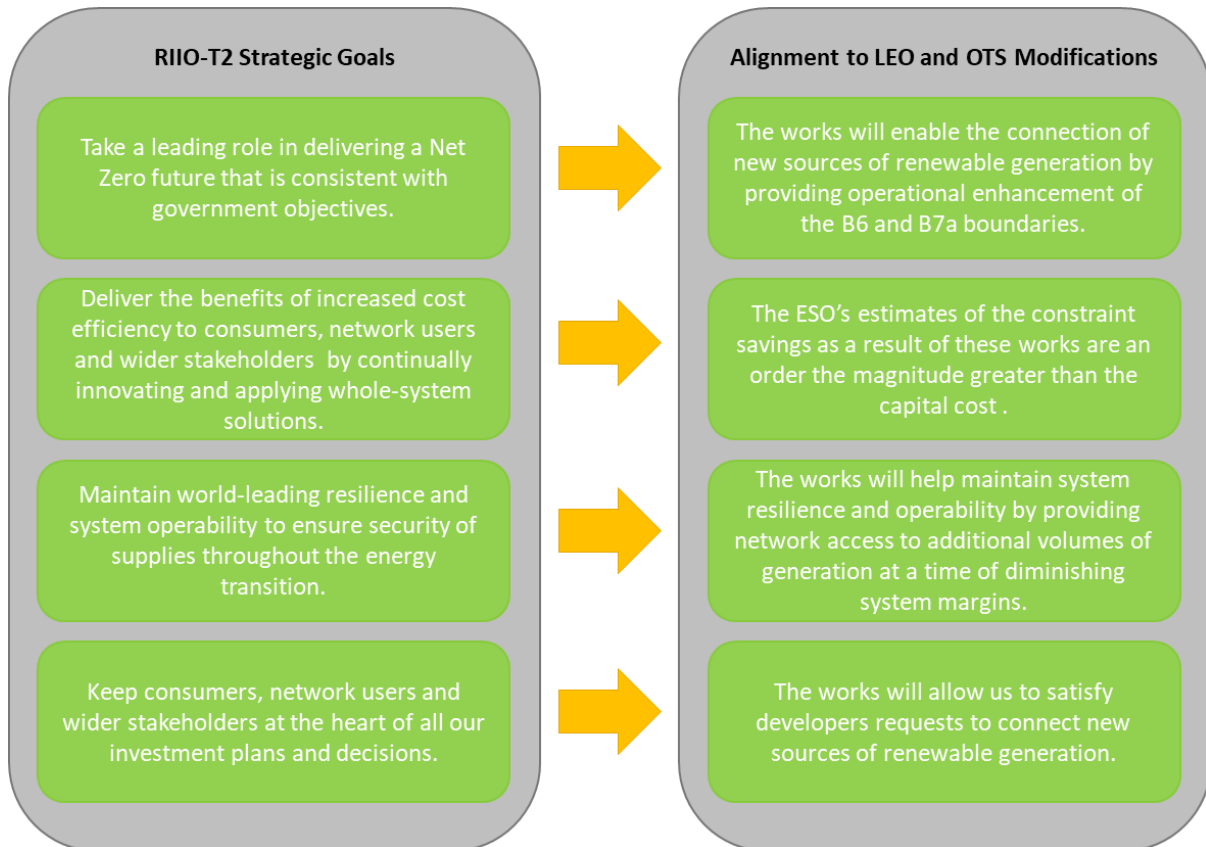 RIIO-T2 Strategic Goals
Take a leading role in delivering a Net
Zero future that is consistent with
government objectives.
Deliver the benefits of increased cost
efficiency to consumers, network users
and wider stakeholders  by continually
innovating and applying whole-system
solutions.
Maintain world-leading resilience and
system operability to ensure security of
supplies throughout the energy
transition.
Keep consumers, network users and
wider stakeholders at the heart of all our
investment plans and decisions.
Alignment to LEO and OTS Modifications
The works will enable the connection of
new sources of renewable generation by
providing operational enhancement of
the B6 and B7a boundaries.
The ESO’s estimates of the constraint
savings as a result of these works are an
order the magnitude greater than the
capital cost .
The works will help maintain system
resilience and operability by providing
network access to additional volumes of
generation at a time of diminishing
system margins.
The works will allow us to satisfy
developers requests to connect new
sources of renewable generation.